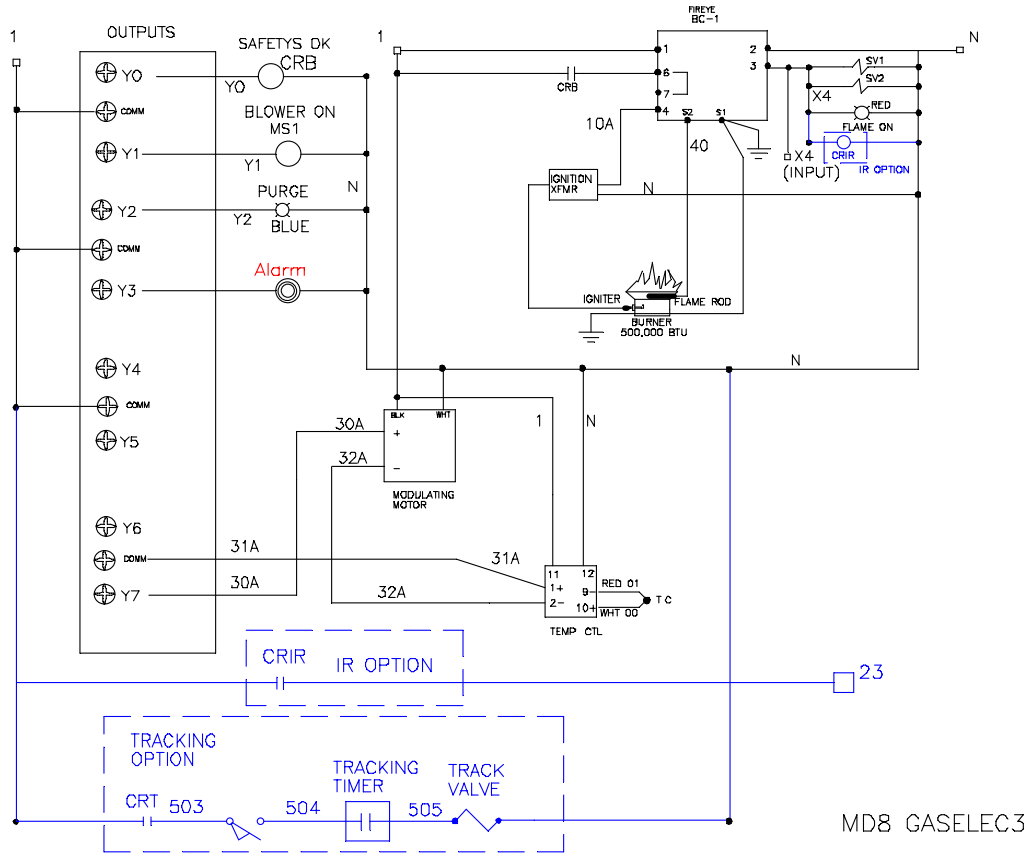 1
OUTPUTS
Y0
COMM
Y1
Y2
COMM
Y3
Y4
COMM
Y5
Y6
COMM
Y7
SAFETYS OK
CRB
Y0
BLOWER ON
MS1
Y1
N
PURGE
Y2
BLUE
Alarm
1
FIREYE
BC-1
1
2
3
6
7
4
S2
S1
CRB
10A
40
N
SV1
SV2
X4
RED
FLAME ON
CRIR
IR OPTION
X4
(INPUT)
IGNITION
XFMR
N
IGNITER
FLAME ROD
BURNER
500,000 BTU
N
BLK
WHT
+
-
30A
32A
MODULATING
MOTOR
1
N
31A
31A
30A
32A
11
12
1+
2-
9-
10+
RED 01
WHT 00
TC
TEMP CTL
CRIR
IR OPTION
23
TRACKING
OPTION
CRT
503
504
TRACKING
TIMER
505
TRACK
VALVE
MD8 GASELEC3